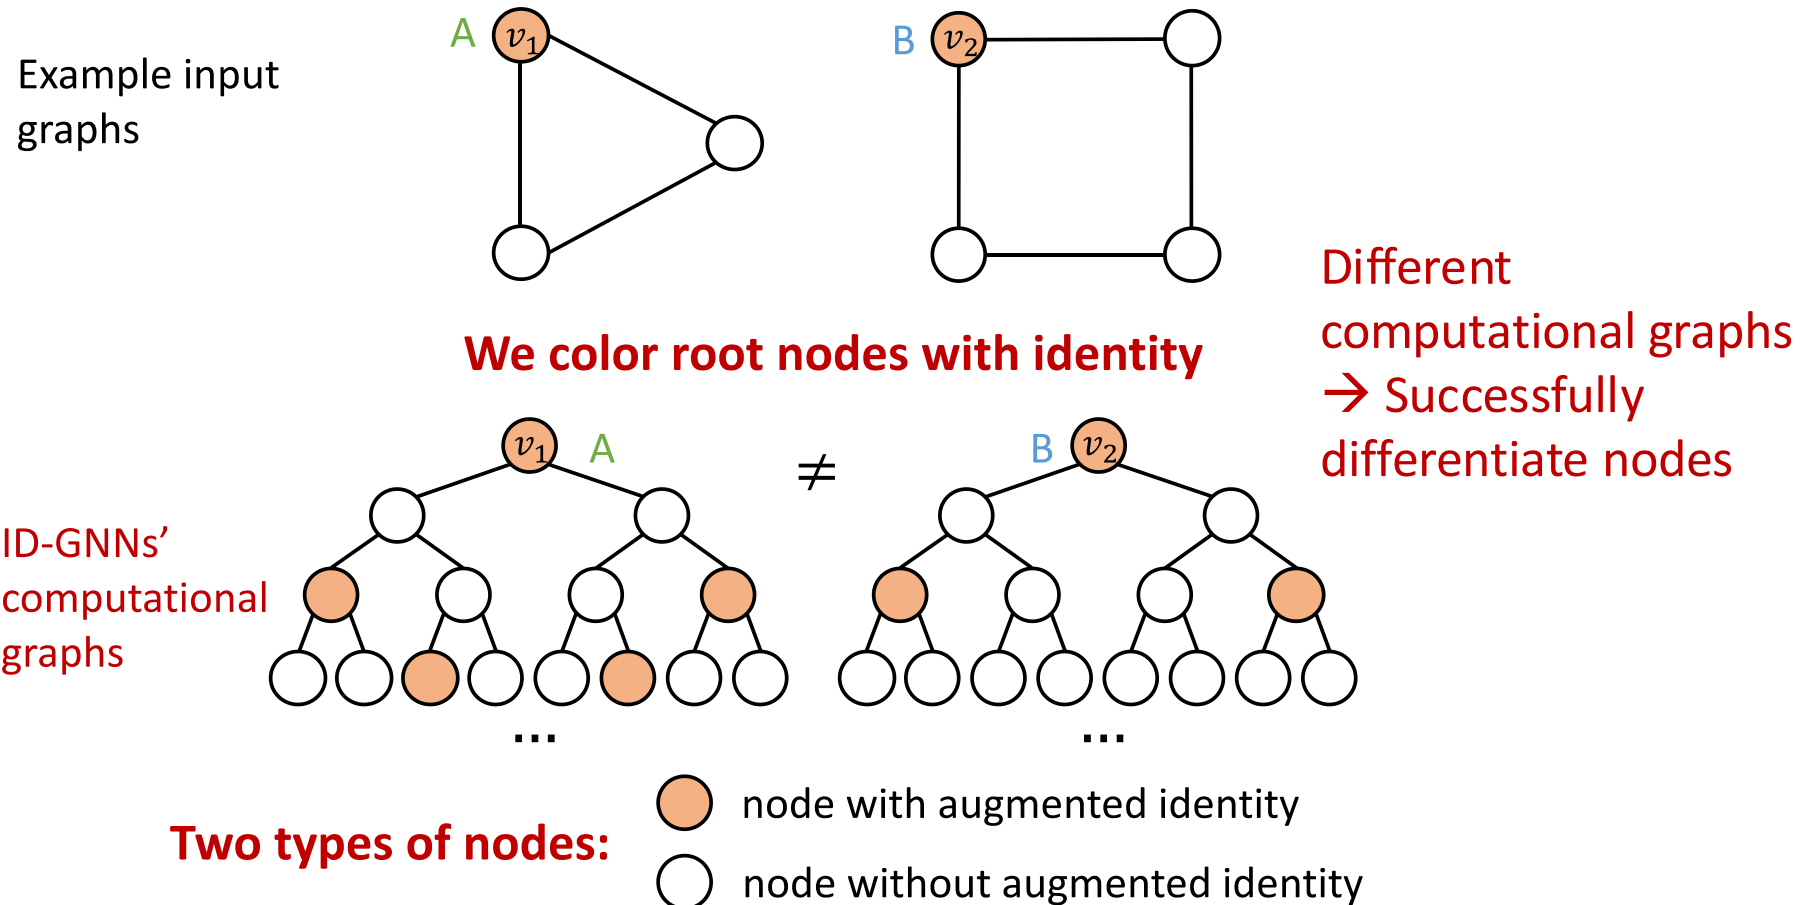 A
v₁
B
v₂
Example input
graphs
Different
computational graphs
→ Successfully
differentiate nodes
We color root nodes with identity
v₁
A
≠
B
v₂
ID-GNNs’
computational
graphs
...
...
Two types of nodes:
node with augmented identity
node without augmented identity